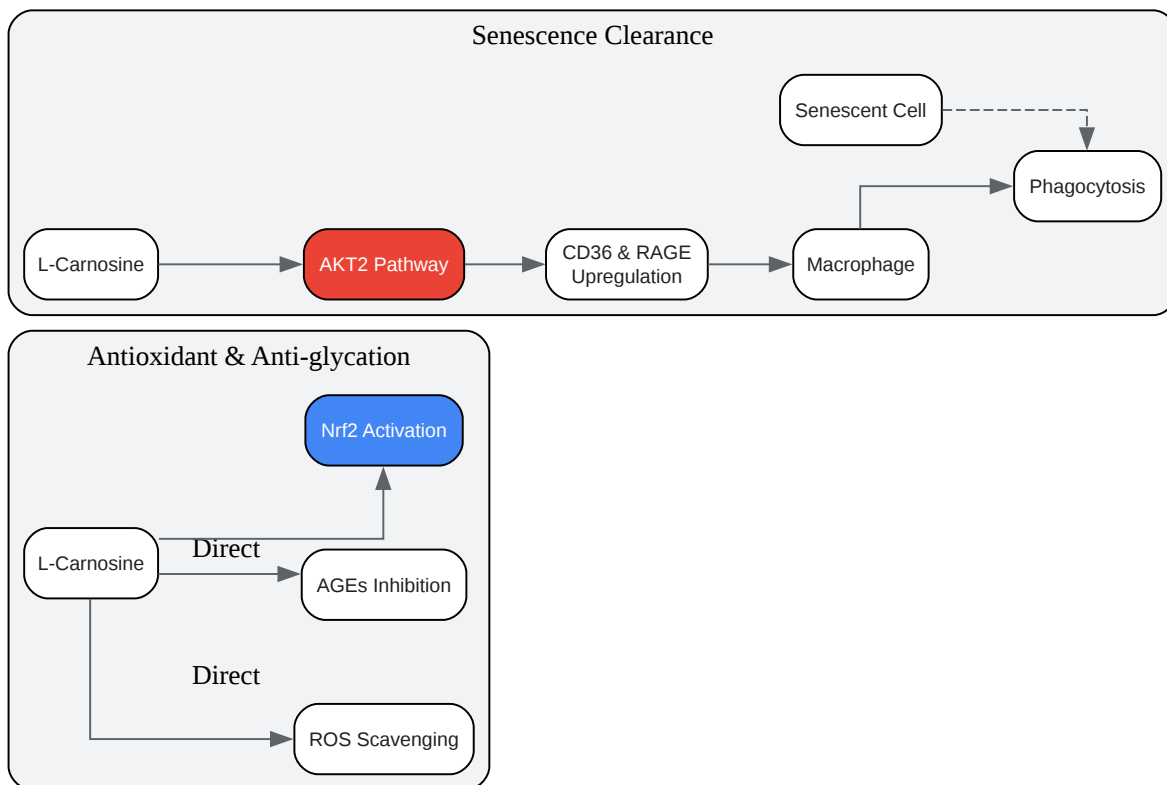 Senescence Clearance
Senescent Cell
Phagocytosis
L-Carnosine
AKT2 Pathway
CD36 & RAGE
Upregulation
Macrophage
Antioxidant & Anti-glycation
Nrf2 Activation
L-Carnosine
Direct
AGEs Inhibition
Direct
ROS Scavenging